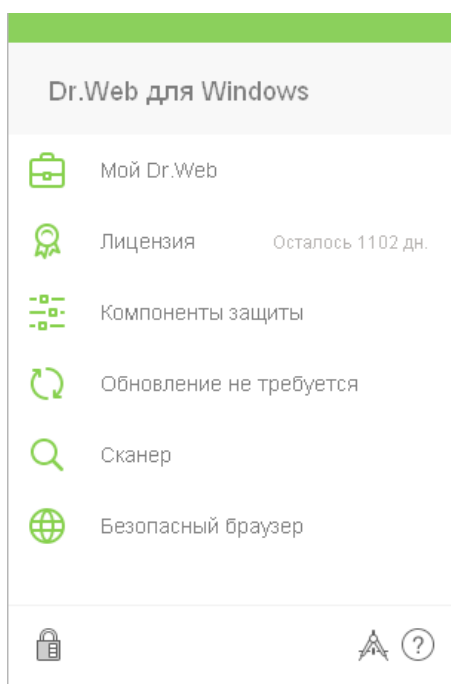 Dr.Web для Windows
Мой Dr.Web
Лицензия Осталось 1102 дн.
Компоненты защиты
Обновление не требуется
Сканер
Безопасный браузер
?